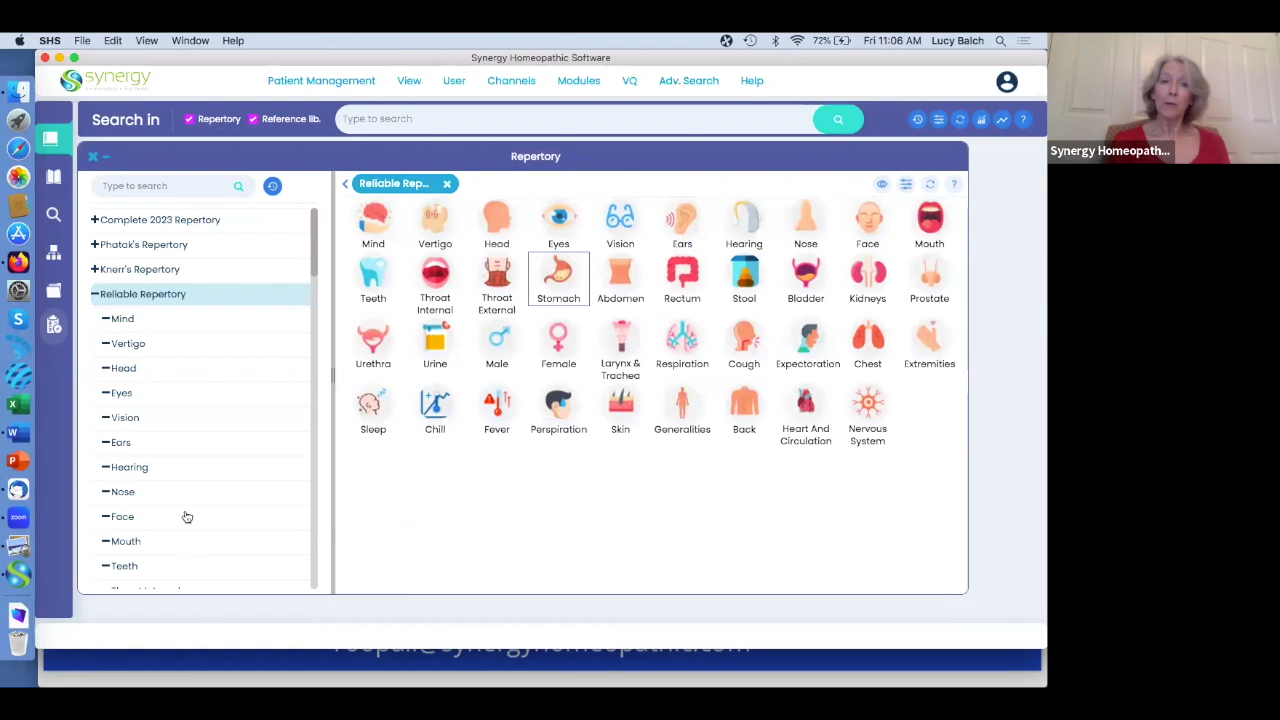 SHS File Edit View Window Help
72% Fri 11:06 AM Lucy Balch
Synergy Homeopathic Software
synergy
Patient Management View User Channels Modules VQ Adv. Search Help
Search in Repertory Reference lib. Type to search ?
Synergy Homeopath...
Repertory
Type to search
Reliable Rep... ?
Complete 2023 Repertory
Phatak's Repertory
Knerr's Repertory
Reliable Repertory
Mind
Vertigo
Head
Eyes
Vision
Ears
Hearing
Nose
Face
Mouth
Teeth
Mind Vertigo Head Eyes Vision Ears Hearing Nose Face Mouth
Teeth Throat Internal Throat External Stomach Abdomen Rectum Stool Bladder Kidneys Prostate
Urethra Urine Male Female Larynx & Trachea Respiration Cough Expectoration Chest Extremities
Sleep Chill Fever Perspiration Skin Generalities Back Heart And Circulation Nervous System
zoom